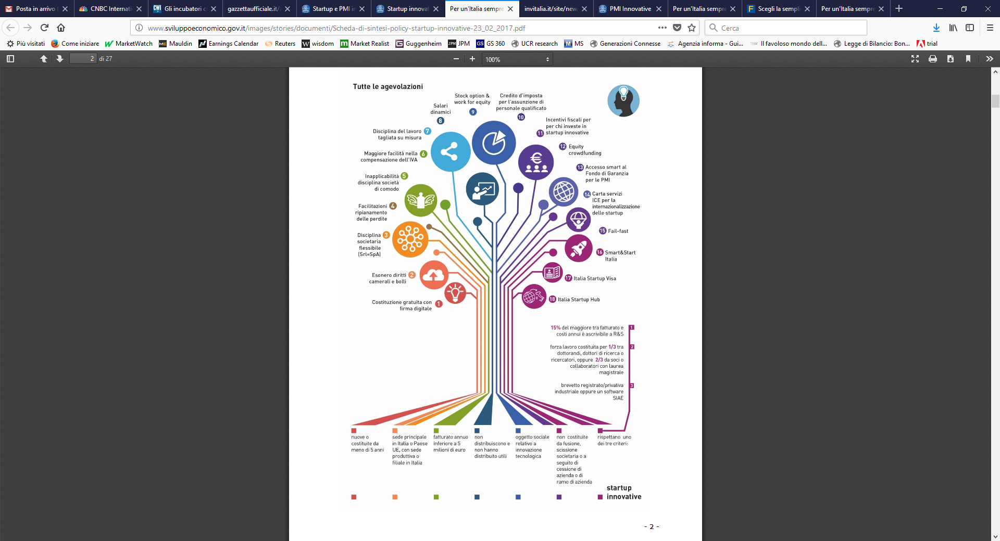 Posta in arrivo (
CNBC Internati
Gli incubatori c
gazzettaufficiale.it/
Startup e PMI i
Startup innovat
Per un'Italia sempre
invitalia.it/site/new
PMI Innovative
Per un'Italia sempre
Scegli la sempli
Per un'Italia sempre
www.sviluppoeconomico.gov.it/images/stories/documenti/Scheda-di-sintesi-policy-startup-innovative-23_02_2017.pdf
Cerca
Più visitati
Come iniziare
MarketWatch
Mauldin
Earnings Calendar
Reuters
wisdom
Market Realist
Guggenheim
JPM
GS 360
UCR research
MS
Generazioni Connesse
Agenzia informa - Gui...
Il favoloso mondo dell...
Legge di Bilancio: Bon...
trial
2 di 27
100%
Tutte le agevolazioni
Stock option &
work for equity
9
Credito d'imposta
per l'assunzione di
personale qualificato
10
Salari
dinamici
8
Incentivi fiscali per
per chi investe in
11 startup innovative
Disciplina del lavoro 7
tagliata su misura
12 Equity
crowdfunding
Maggiore facilità nella 6
compensazione dell'IVA
13 Accesso smart al
Fondo di Garanzia
per le PMI
Inapplicabilità 5
disciplina società
di comodo
14 Carta servizi
ICE per la
internazionalizzazione
delle startup
Facilitazioni 4
ripianamento
delle perdite
15 Fail-fast
Disciplina 3
societaria
flessibile
(Srl=SpA)
16 Smart&Start
Italia
Esonero diritti 2
camerali e bolli
17 Italia Startup Visa
Costituzione gratuita con 1
firma digitale
18 Italia Startup Hub
15% del maggiore tra fatturato e 1
costi annui è ascrivibile a R&S
forza lavoro costituita per 1/3 tra 2
dottorandi, dottori di ricerca o
ricercatori, oppure 2/3 da soci o
collaboratori con laurea
magistrale
brevetto registrato/privativa 3
industriale oppure un software
SIAE
nuove o
costituite da
meno di 5 anni
sede principale
in Italia o Paese
UE, con sede
produttiva o
filiale in Italia
fatturato annuo
inferiore a 5
milioni di euro
non
distribuiscono e
non hanno
distribuito utili
oggetto sociale
relativo a
innovazione
tecnologica
non costituite
da fusione,
scissione
societaria o a
seguito di
cessione di
azienda o di
ramo di azienda
rispettano uno
dei tre criteri:
startup
innovative
- 2 -